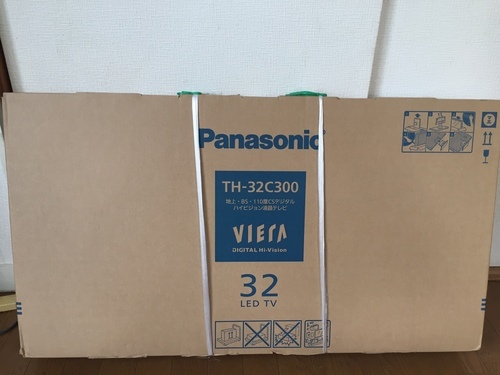 Panasonic
TH-32C300
地上・BS・110度CSデジタル
ハイビジョン液晶テレビ
VIErA
DIGITAL Hi-Vision
32
LED TV